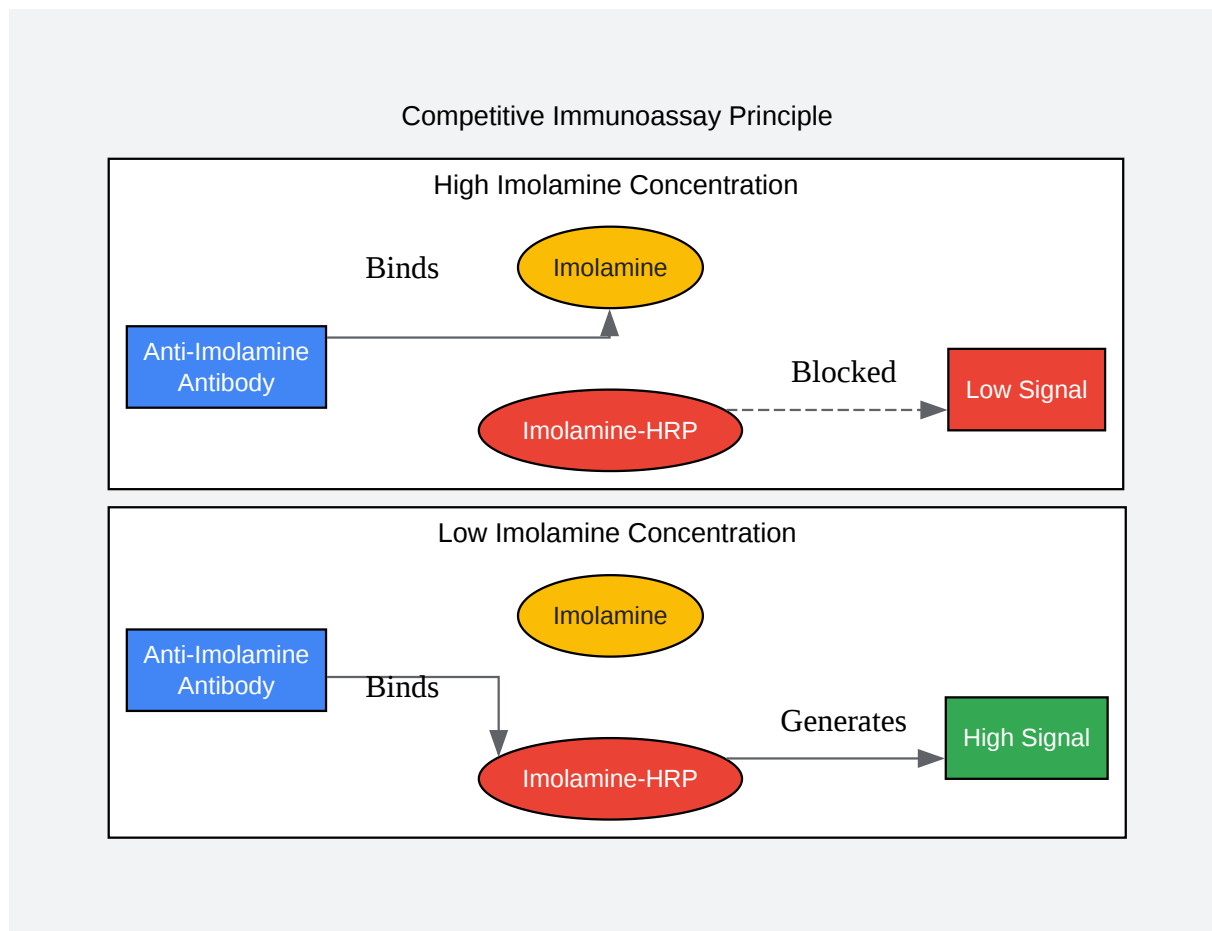 Competitive Immunoassay Principle
High Imolamine Concentration
Binds
Imolamine
Anti-Imolamine
Antibody
Blocked
Low Signal
Imolamine-HRP
Low Imolamine Concentration
Imolamine
Anti-Imolamine
Antibody
Binds
Generates
High Signal
Imolamine-HRP